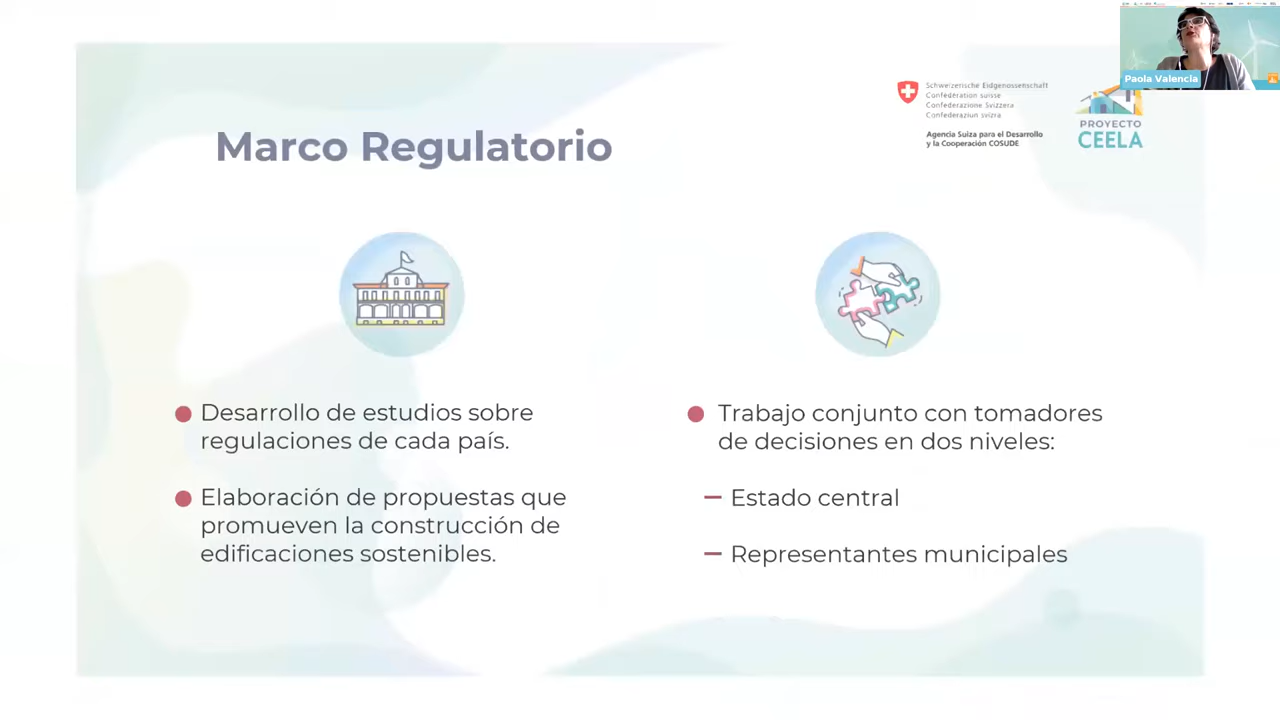 Paola Valencia
Schweizerische Eidgenossenschaft
Confédération suisse
Confederazione Svizzera
Confederaziun svizra
Agencia Suiza para el Desarrollo
y la Cooperación COSUDE
PROYECTO
CEELA
Marco Regulatorio
Desarrollo de estudios sobre
regulaciones de cada país.
Elaboración de propuestas que
promueven la construcción de
edificaciones sostenibles.
Trabajo conjunto con tomadores
de decisiones en dos niveles:
Estado central
Representantes municipales